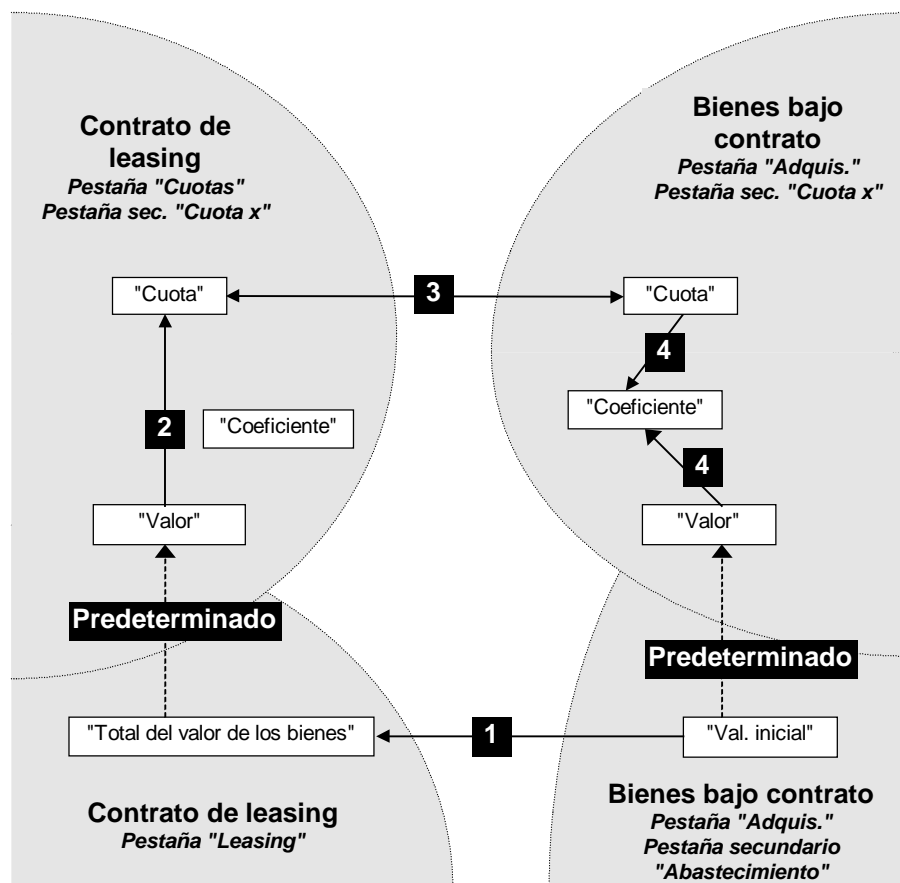 Contrato de
leasing
Pestaña "Cuotas"
Pestaña sec. "Cuota x"
Bienes bajo
contrato
Pestaña "Adquis."
Pestaña sec. "Cuota x"
"Cuota"
3
"Cuota"
4
"Coeficiente"
2
"Coeficiente"
4
"Valor"
"Valor"
Predeterminado
Predeterminado
"Total del valor de los bienes"
1
"Val. inicial"
Contrato de leasing
Pestaña "Leasing"
Bienes bajo contrato
Pestaña "Adquis."
Pestaña secundario
"Abastecimiento"